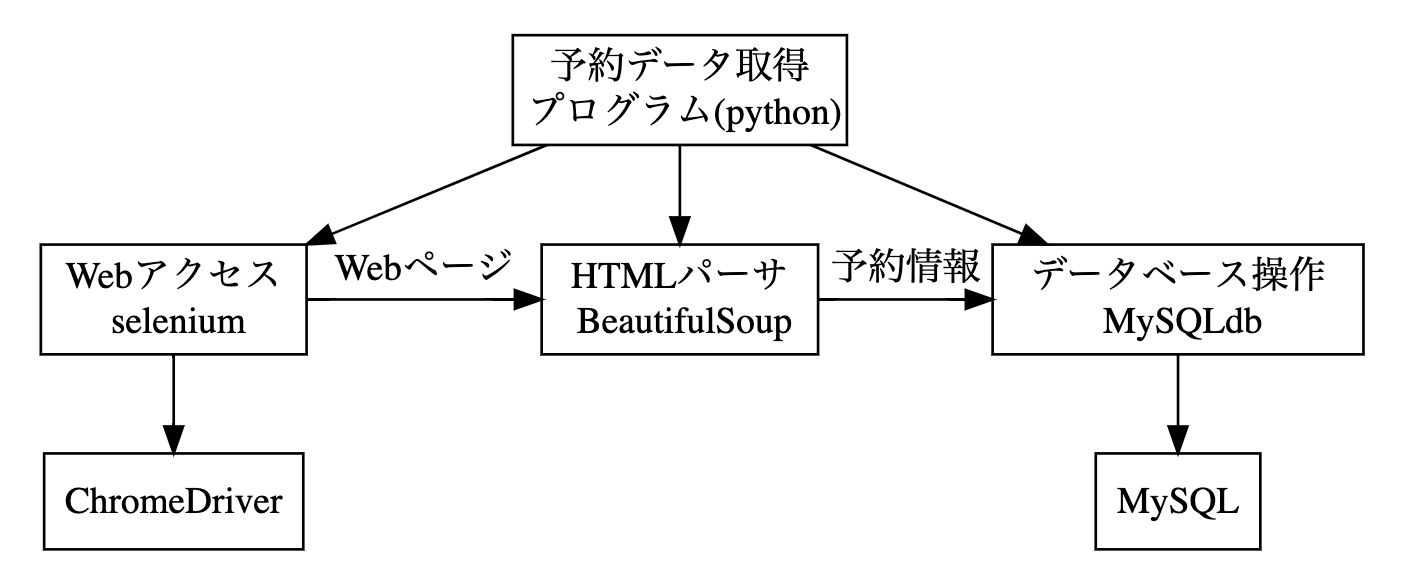 予約データ取得
プログラム(python)
Webアクセス
selenium
Webページ
HTMLパーサ
BeautifulSoup
予約情報
データベース操作
MySQLdb
ChromeDriver
MySQL